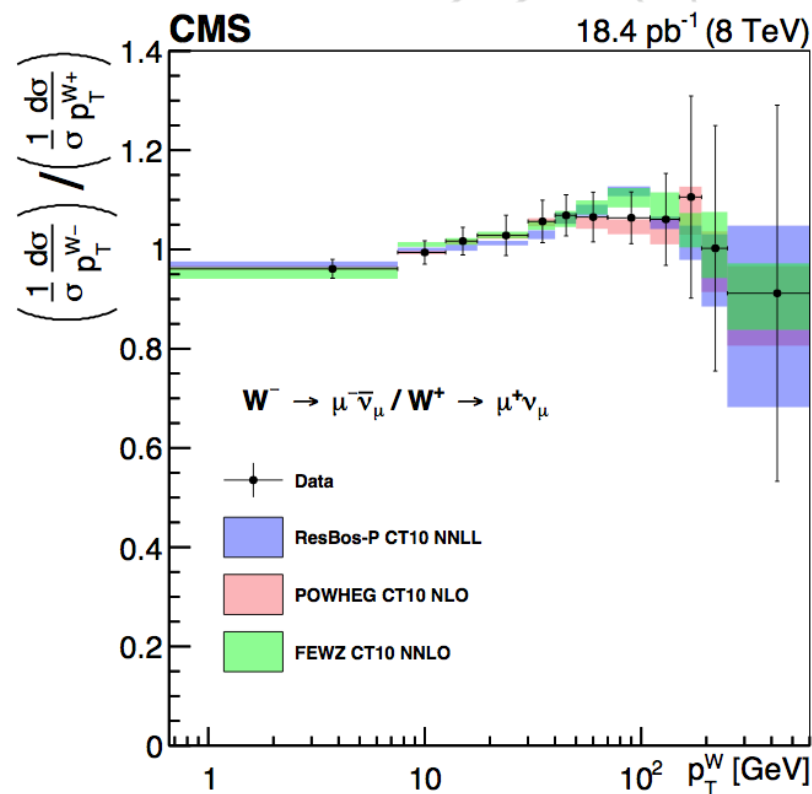 CMS 18.4 pb⁻¹ (8 TeV)
(1/σ dσ/p_T^{W-}) / (1/σ dσ/p_T^{W+})
1.4
1.2
1
0.8
0.6
0.4
0.2
0
W⁻ → μ⁻ν̅_μ / W⁺ → μ⁺ν_μ
Data
ResBos-P CT10 NNLL
POWHEG CT10 NLO
FEWZ CT10 NNLO
1 10 10² p_T^W [GeV]